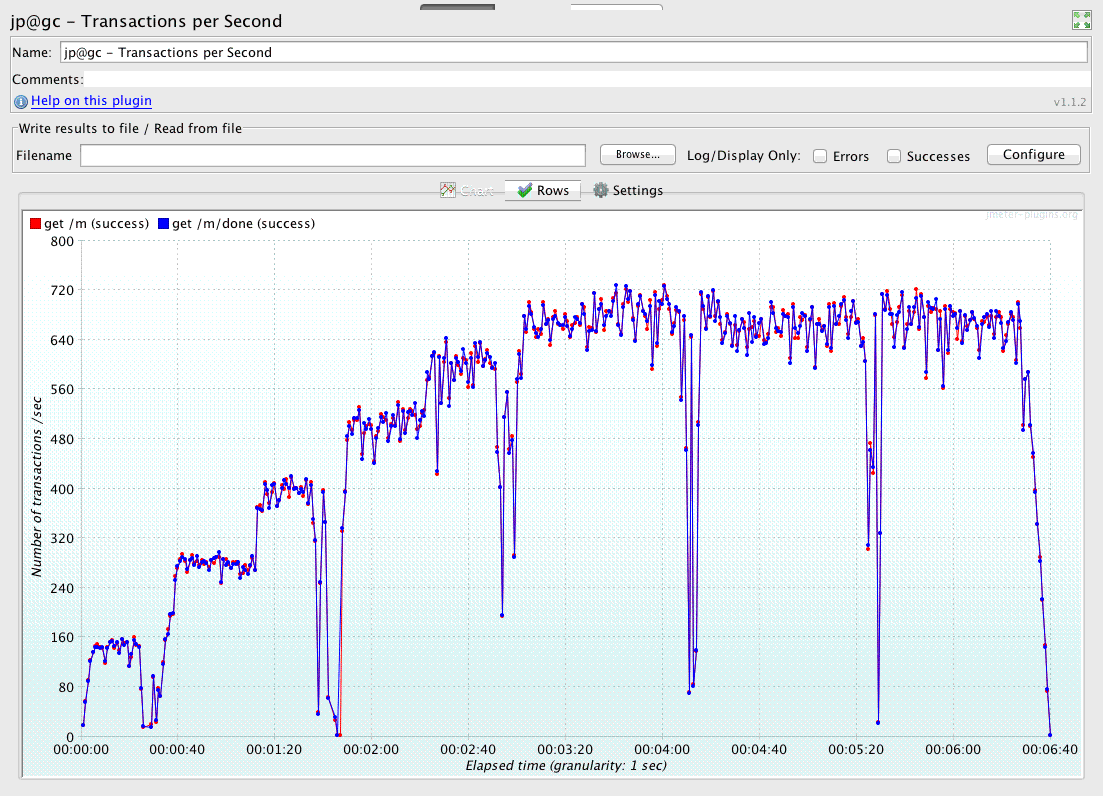 jp@gc – Transactions per Second
Name: jp@gc – Transactions per Second
Comments:
Help on this plugin
v1.1.2
Write results to file / Read from file
Filename Browse... Log/Display Only: Errors Successes Configure
Chart Rows Settings
jmeter-plugins.org
get /m (success) get /m/done (success)
800
720
640
560
480
400
320
240
160
80
0
Number of transactions /sec
00:00:00 00:00:40 00:01:20 00:02:00 00:02:40 00:03:20 00:04:00 00:04:40 00:05:20 00:06:00 00:06:40
Elapsed time (granularity: 1 sec)